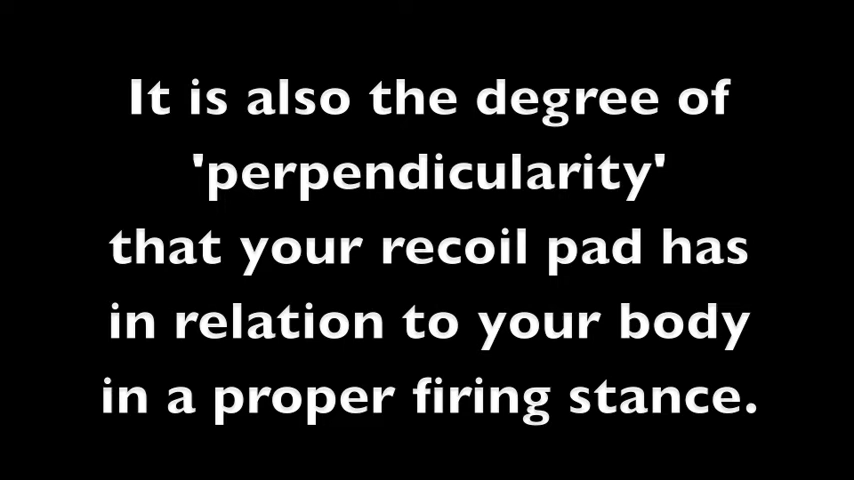 It is also the degree of
'perpendicularity'
that your recoil pad has
in relation to your body
in a proper firing stance.